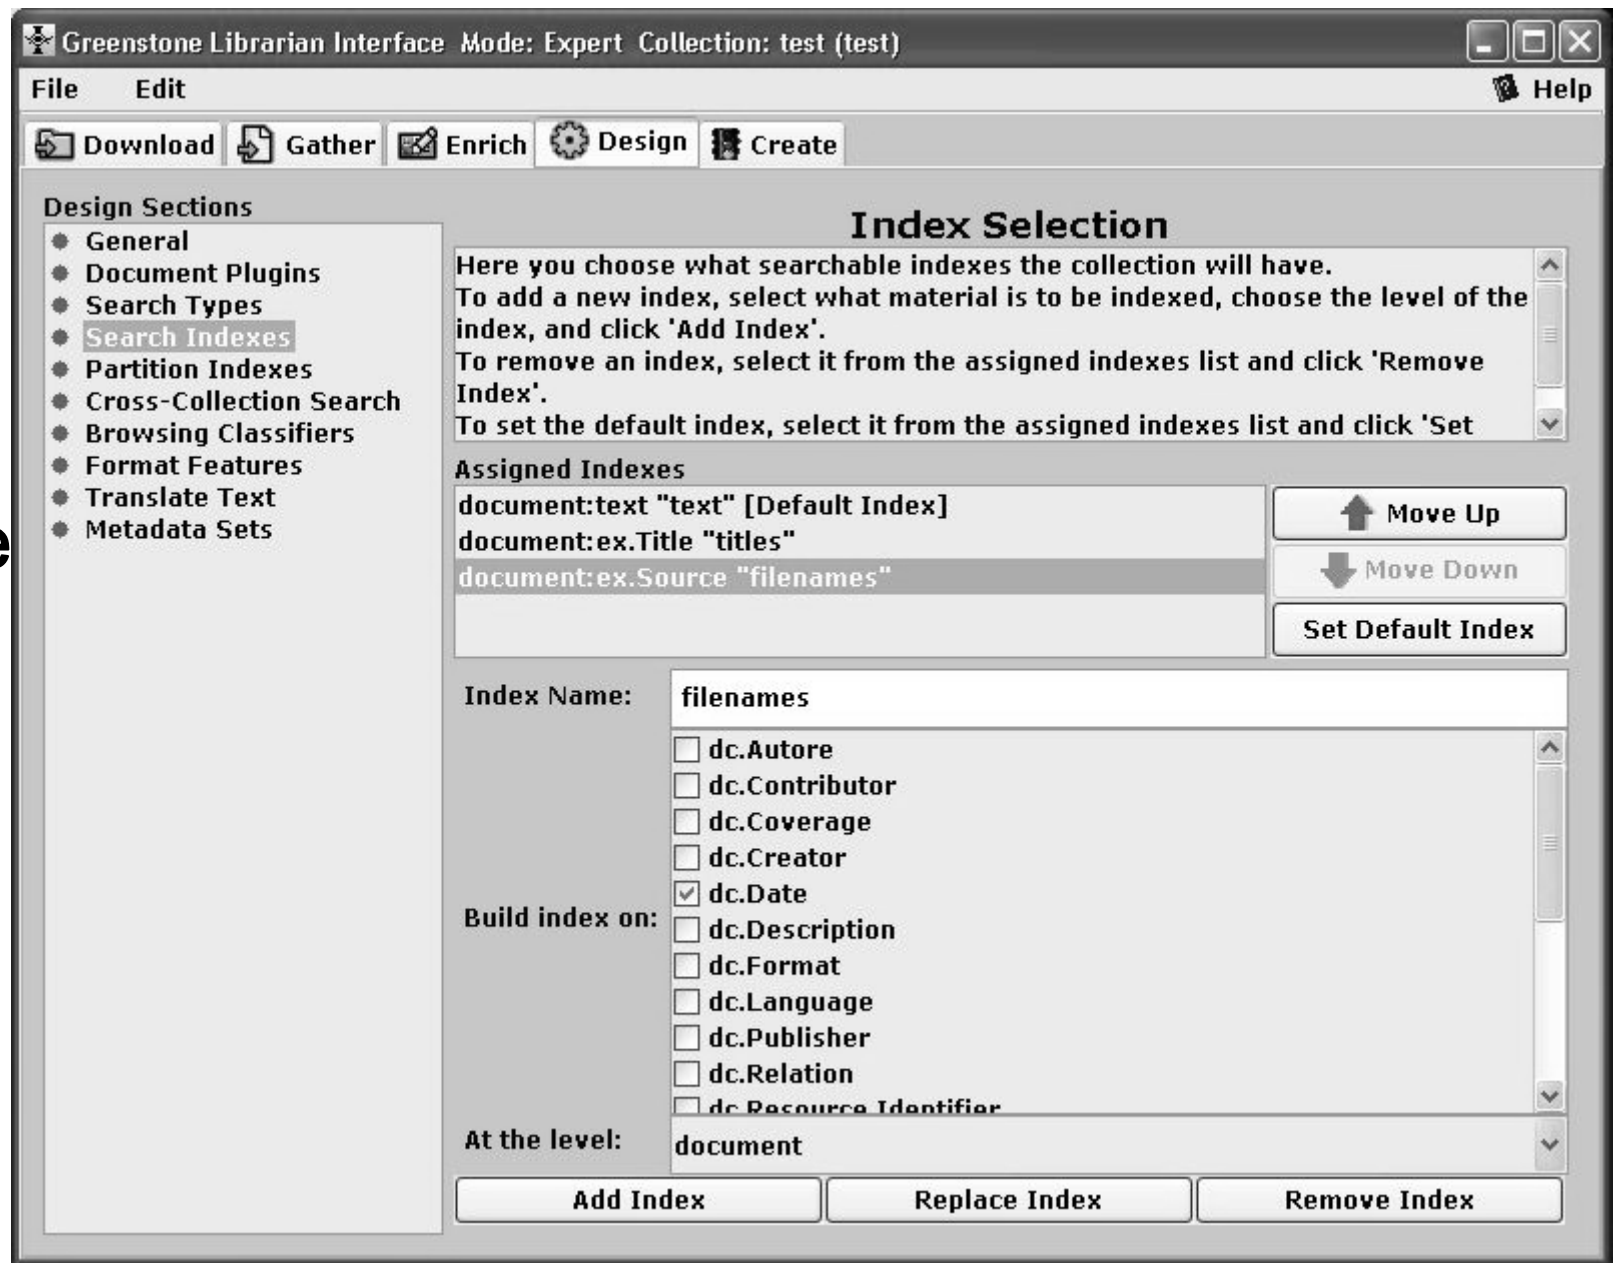 Greenstone Librarian Interface Mode: Expert Collection: test (test)
File Edit Help
Download Gather Enrich Design Create
Design Sections
General
Document Plugins
Search Types
Search Indexes
Partition Indexes
Cross-Collection Search
Browsing Classifiers
Format Features
Translate Text
Metadata Sets
e
Index Selection
Here you choose what searchable indexes the collection will have.
To add a new index, select what material is to be indexed, choose the level of the
index, and click 'Add Index'.
To remove an index, select it from the assigned indexes list and click 'Remove
Index'.
To set the default index, select it from the assigned indexes list and click 'Set
Assigned Indexes
document:text "text" [Default Index]
document:ex.Title "titles"
document:ex.Source "filenames"
Move Up
Move Down
Set Default Index
Index Name: filenames
Build index on:
dc.Autore
dc.Contributor
dc.Coverage
dc.Creator
dc.Date
dc.Description
dc.Format
dc.Language
dc.Publisher
dc.Relation
dc.Resource Identifier
At the level: document
Add Index Replace Index Remove Index